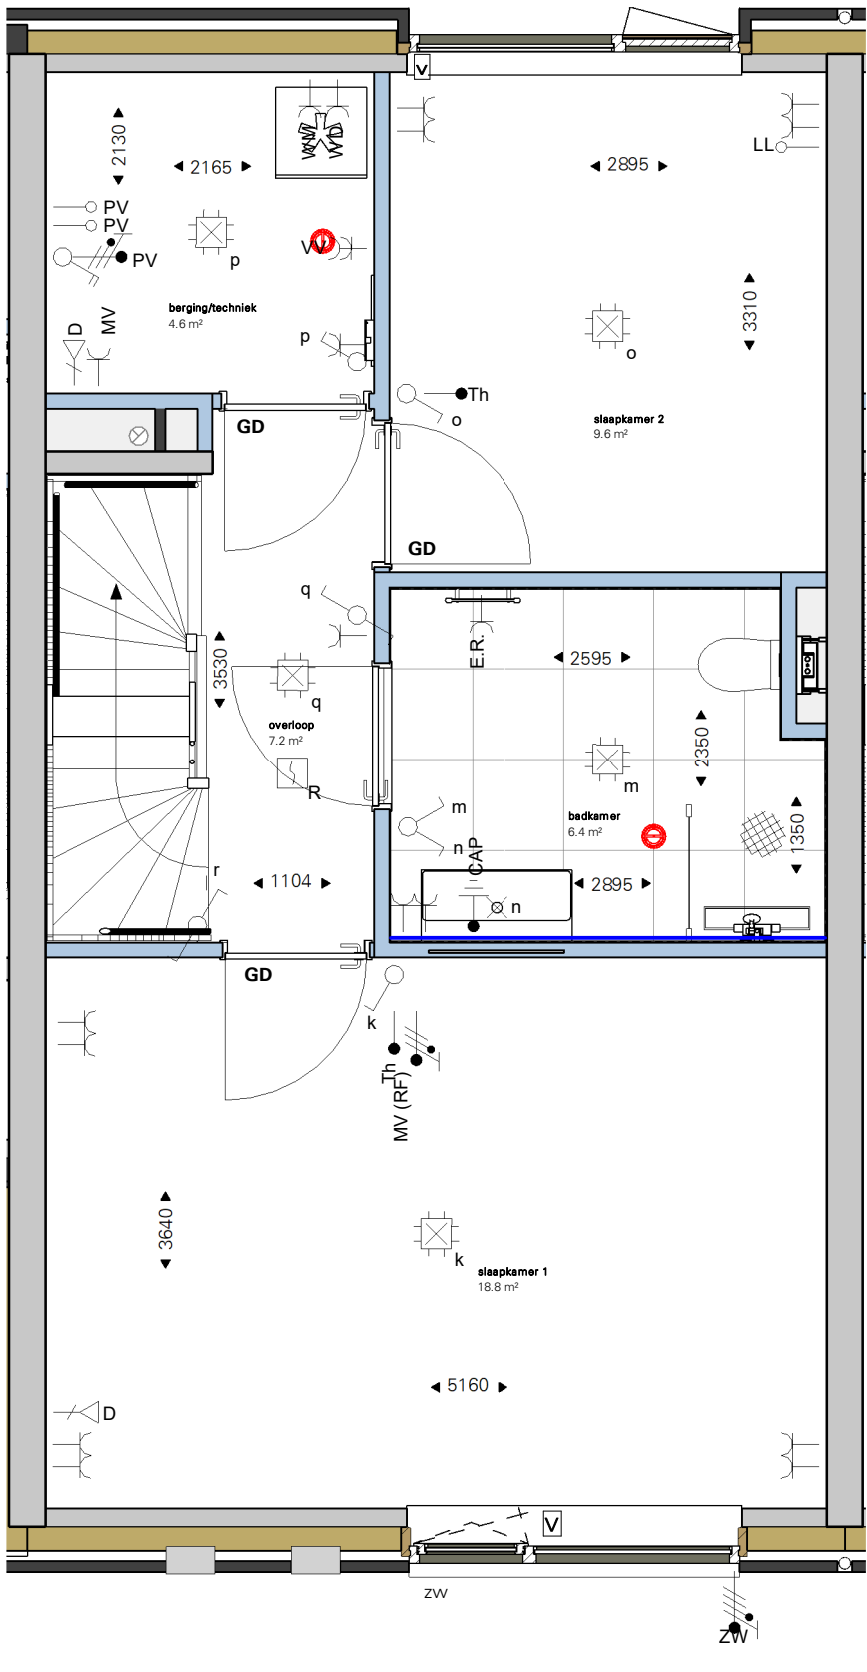 V
2130
2165
WM
WD
2895
LL
PV
PV
p
VV
PV
berging/techniek
4.6 m²
MV
D
p
3310
o
Th
o
slaapkamer 2
9.6 m²
GD
GD
q
E.R.
2595
3530
q
overloop
7.2 m²
2350
R
m
m
badkamer
6.4 m²
1350
n
CAP
r
1104
2895
n
GD
k
Th
MV (RF)
3640
k
slaapkamer 1
18.8 m²
5160
D
V
ZW
ZW